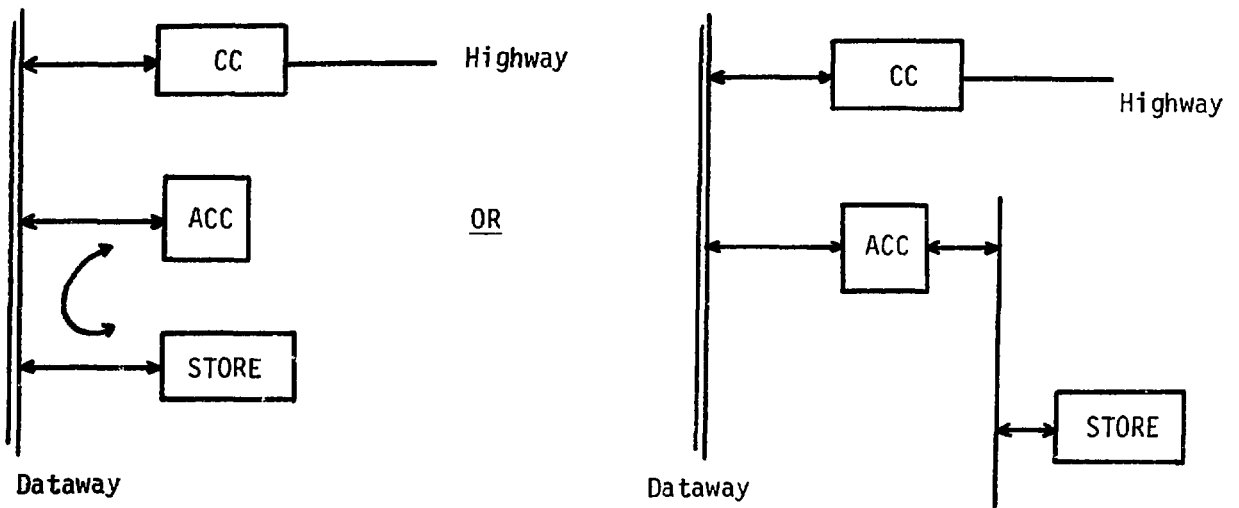 CC
Highway
ACC
STORE
Dataway
OR
CC
Highway
ACC
STORE
Dataway